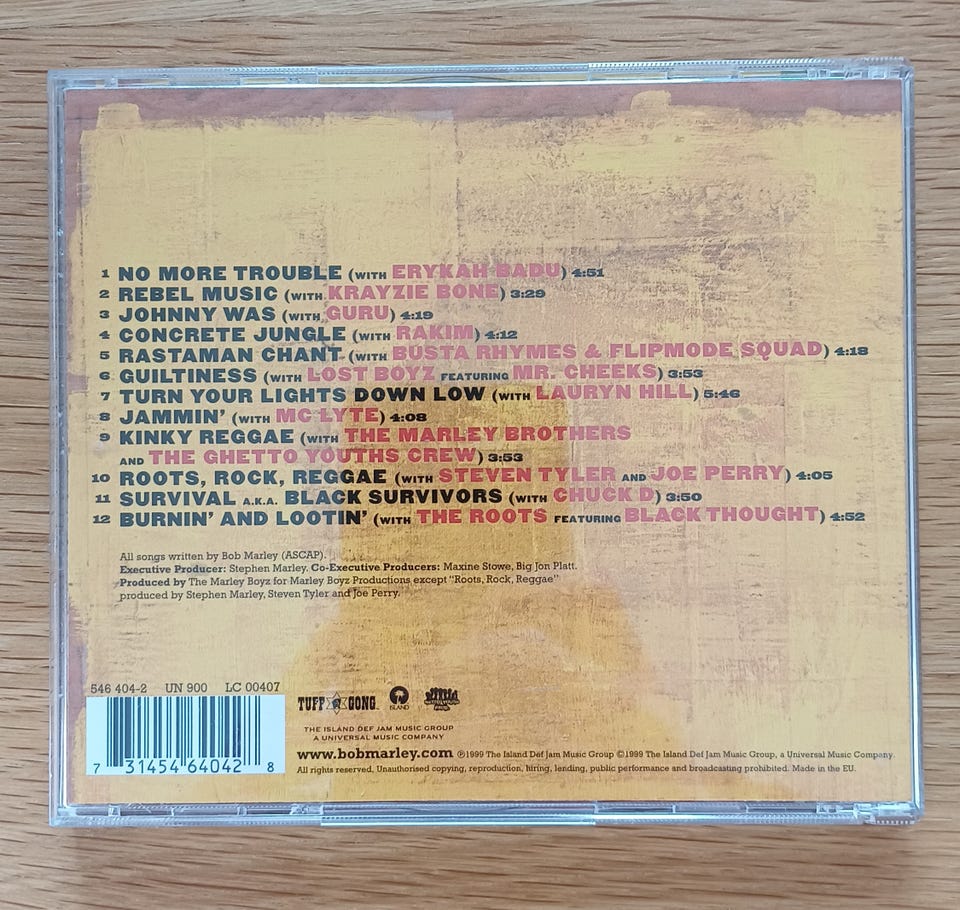 1 NO MORE TROUBLE (WITH ERYKAH BADU) 4:51
2 REBEL MUSIC (WITH KRAYZIE BONE) 3:29
3 JOHNNY WAS (WITH GURU) 4:19
4 CONCRETE JUNGLE (WITH RAKIM) 4:12
5 RASTAMAN CHANT (WITH BUSTA RHYMES & FLIPMODE SQUAD) 4:18
6 GUILTINESS (WITH LOST BOYZ FEATURING MR. CHEEKS) 3:53
7 TURN YOUR LIGHTS DOWN LOW (WITH LAURYN HILL) 5:46
8 JAMMIN' (WITH MC LYTE) 4:08
9 KINKY REGGAE (WITH THE MARLEY BROTHERS
AND THE GHETTO YOUTHS CREW) 3:53
10 ROOTS, ROCK, REGGAE (WITH STEVEN TYLER AND JOE PERRY) 4:05
11 SURVIVAL A.K.A. BLACK SURVIVORS (WITH CHUCK D) 3:50
12 BURNIN' AND LOOTIN' (WITH THE ROOTS FEATURING BLACK THOUGHT) 4:52
All songs written by Bob Marley (ASCAP).
Executive Producer: Stephen Marley. Co-Executive Producers: Maxine Stowe, Big Jon Platt.
Produced by The Marley Boyz for Marley Boyz Productions except "Roots, Rock, Reggae"
produced by Stephen Marley, Steven Tyler and Joe Perry.
546 404-2 UN 900 LC 00407
TUFF GONG ISLAND
THE ISLAND DEF JAM MUSIC GROUP
A UNIVERSAL MUSIC COMPANY
www.bobmarley.com ℗1999 The Island Def Jam Music Group ©1999 The Island Def Jam Music Group, a Universal Music Company.
7 31454 64042 8
All rights reserved, Unauthorised copying, reproduction, hiring, lending, public performance and broadcasting prohibited. Made in the EU.